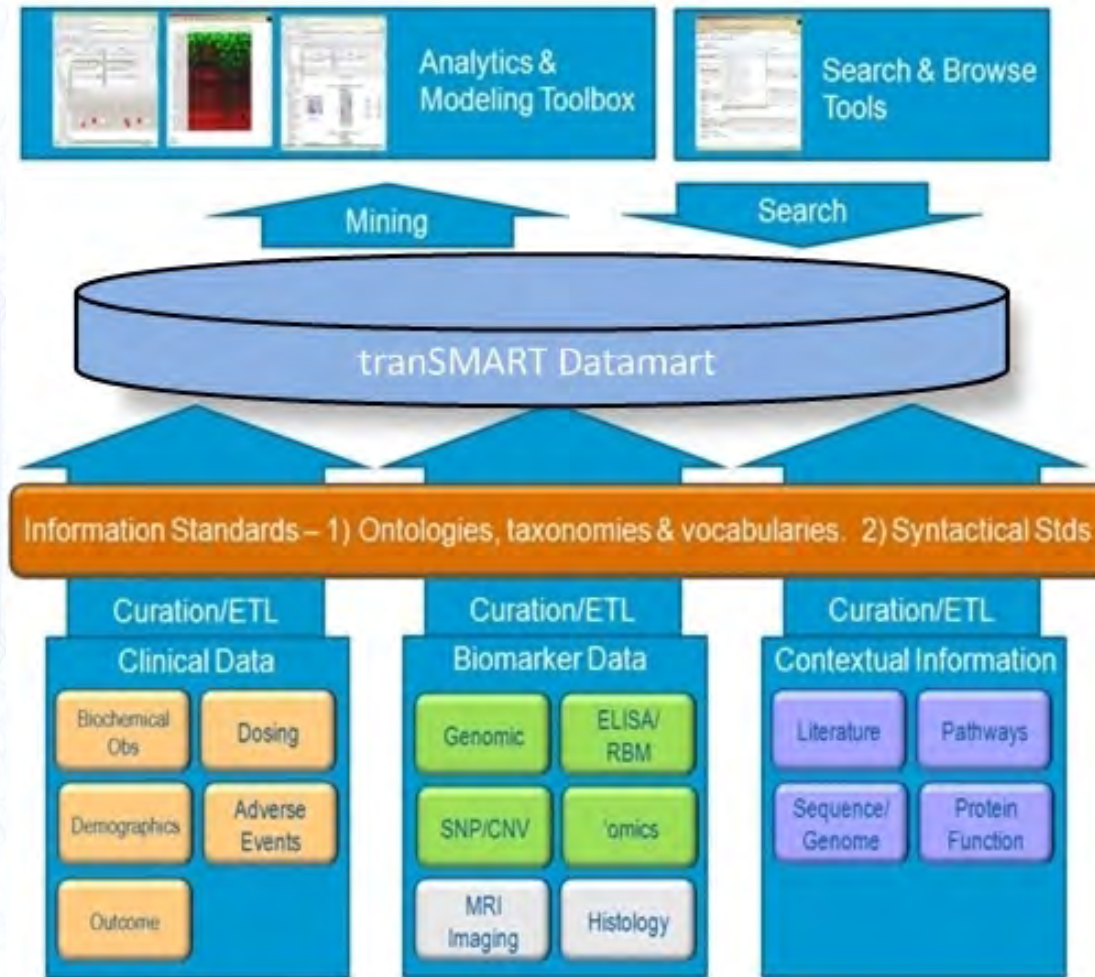 Analytics &
Modeling Toolbox
Search & Browse
Tools
Mining
Search
tranSMART Datamart
Information Standards – 1) Ontologies, taxonomies & vocabularies. 2) Syntactical Stds
Curation/ETL
Curation/ETL
Curation/ETL
Clinical Data
Biochemical
Obs
Dosing
Demographics
Adverse
Events
Outcome
Biomarker Data
Genomic
ELISA/
RBM
SNP/CNV
'omics
MRI
Imaging
Histology
Contextual Information
Literature
Pathways
Sequence/
Genome
Protein
Function